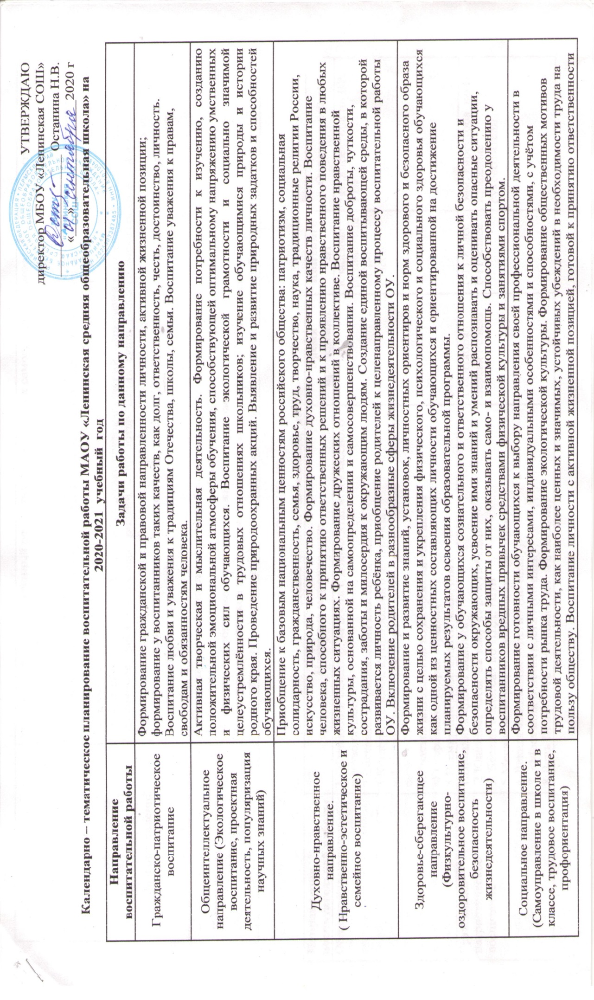 УТВЕРЖДАЮ
директор МБОУ «Ленинская СОШ»
Останина Н.В.
«01» сентября 2020 г
Календарно – тематическое планирование воспитательной работы МАОУ «Ленинская средняя общеобразовательная школа» на
2020-2021 учебный год
Направление
воспитательной работы
Задачи работы по данному направлению
Гражданско-патриотическое
воспитание
Формирование гражданской и правовой направленности личности, активной жизненной позиции;
формирование у воспитанников таких качеств, как долг, ответственность, честь, достоинство, личность.
Воспитание любви и уважения к традициям Отечества, школы, семьи. Воспитание уважения к правам,
свободам и обязанностям человека.
Общеинтеллектуальное
направление (Экологическое
воспитание, проектная
деятельность, популяризация
научных знаний)
Активная творческая и мыслительная деятельность. Формирование потребности к изучению, созданию
положительной эмоциональной атмосферы обучения, способствующей оптимальному напряжению умственных
и физических сил обучающихся. Воспитание экологической грамотности и социально значимой
целеустремлённости в трудовых отношениях школьников; изучение обучающимися природы и истории
родного края. Проведение природоохранных акций. Выявление и развитие природных задатков и способностей
обучающихся.
Духовно-нравственное
направление.
( Нравственно-эстетическое и
семейное воспитание)
Приобщение к базовым национальным ценностям российского общества: патриотизм, социальная
солидарность, гражданственность, семья, здоровье, труд, творчество, наука, традиционные религии России,
искусство, природа, человечество. Формирование духовно-нравственных качеств личности. Воспитание
человека, способного к принятию ответственных решений и к проявлению нравственного поведения в любых
жизненных ситуациях. Формирование дружеских отношений в коллективе. Воспитание нравственной
культуры, основанной на самоопределении и самосовершенствовании. Воспитание доброты, чуткости,
сострадания, заботы и милосердия к окружающим людям. Создание единой воспитывающей среды, в которой
развивается личность ребёнка, приобщение родителей к целенаправленному процессу воспитательной работы
ОУ. Включение родителей в разнообразные сферы жизнедеятельности ОУ.
Здоровье-сберегающее
направление
(Физкультурно-
оздоровительное воспитание,
безопасность
жизнедеятельности)
Формирование и развитие знаний, установок, личностных ориентиров и норм здорового и безопасного образа
жизни с целью сохранения и укрепления физического, психологического и социального здоровья обучающихся
как одной из ценностных составляющих личности обучающихся и ориентированной на достижение
планируемых результатов освоения образовательной программы.
Формирование у обучающихся сознательного и ответственного отношения к личной безопасности и
безопасности окружающих, усвоение ими знаний и умений распознавать и оценивать опасные ситуации,
определять способы защиты от них, оказывать само- и взаимопомощь. Способствовать преодолению у
воспитанников вредных привычек средствами физической культуры и занятиями спортом.
Социальное направление.
(Самоуправление в школе и в
классе, трудовое воспитание,
профориентация)
Формирование готовности обучающихся к выбору направления своей профессиональной деятельности в
соответствии с личными интересами, индивидуальными особенностями и способностями, с учётом
потребности рынка труда. Формирование экологической культуры. Формирование общественных мотивов
трудовой деятельности, как наиболее ценных и значимых, устойчивых убеждений в необходимости труда на
пользу обществу. Воспитание личности с активной жизненной позицией, готовой к принятию ответственности